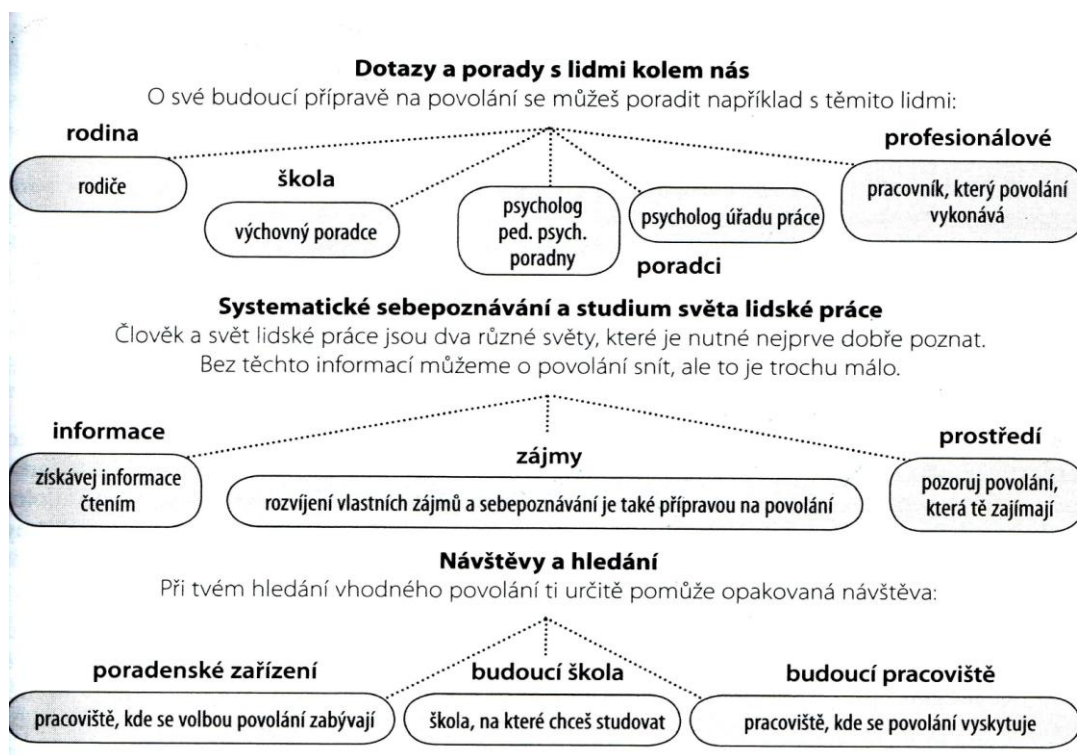 Dotazy a porady s lidmi kolem nás
O své budoucí přípravě na povolání se můžeš poradit například s těmito lidmi:
rodina
rodiče
škola
výchovný poradce
psycholog
ped. psych.
poradny
psycholog úřadu práce
poradci
profesionálové
pracovník, který povolání
vykonává
Systematické sebepoznávání a studium světa lidské práce
Člověk a svět lidské práce jsou dva různé světy, které je nutné nejprve dobře poznat.
Bez těchto informací můžeme o povolání snít, ale to je trochu málo.
informace
získávej informace
čtením
zájmy
rozvíjení vlastních zájmů a sebepoznávání je také přípravou na povolání
prostředí
pozoruj povolání,
která tě zajímají
Návštěvy a hledání
Při tvém hledání vhodného povolání ti určitě pomůže opakovaná návštěva:
poradenské zařízení
pracoviště, kde se volbou povolání zabývají
budoucí škola
škola, na které chceš studovat
budoucí pracoviště
pracoviště, kde se povolání vyskytuje